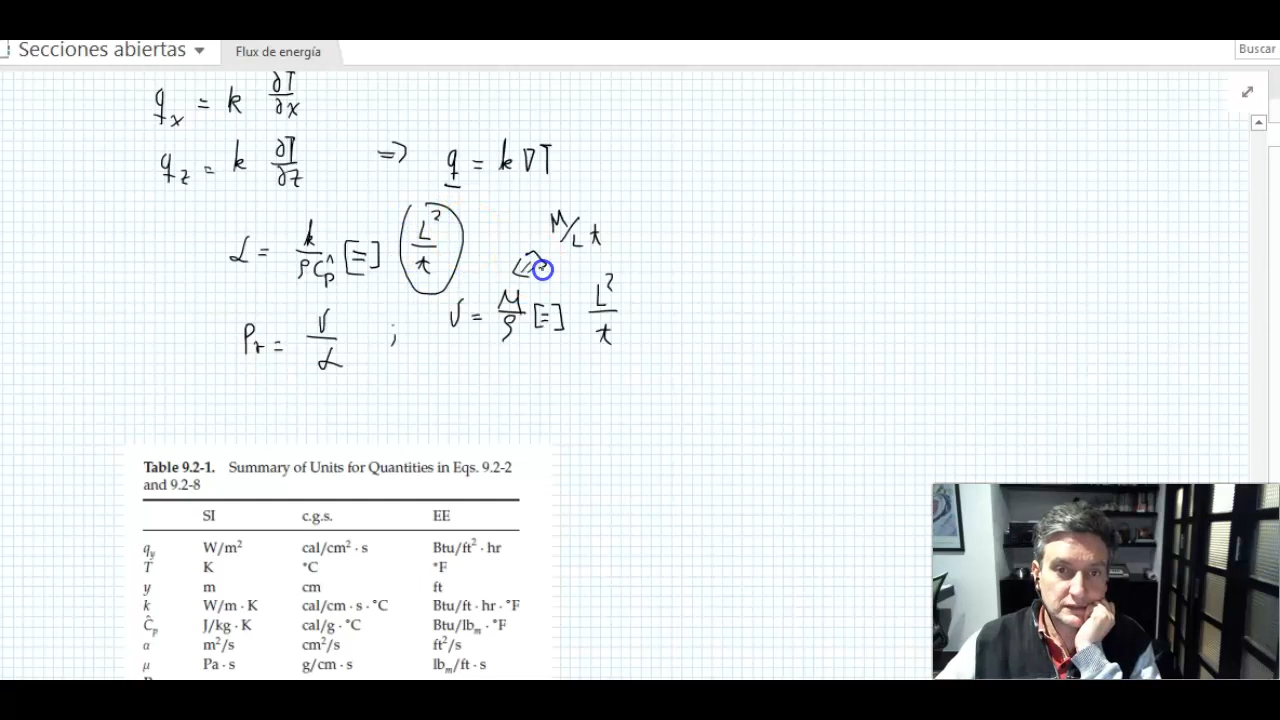 Secciones abiertas
Flux de energía
Buscar
q_x = k ∂T/∂x
q_z = k ∂T/∂z ⇒ q = k ∇T
M/Lt
α = k/ρĈp [=] L²/t
ν = μ/ρ [=] L²/t
Pr = ν/α ;
Table 9.2-1. Summary of Units for Quantities in Eqs. 9.2-2
and 9.2-8
SI c.g.s. EE
q_y W/m² cal/cm² · s Btu/ft² · hr
T K °C °F
y m cm ft
k W/m · K cal/cm · s · °C Btu/ft · hr · °F
Ĉp J/kg · K cal/g · °C Btu/lb_m · °F
α m²/s cm²/s ft²/s
μ Pa · s g/cm · s lb_m/ft · s